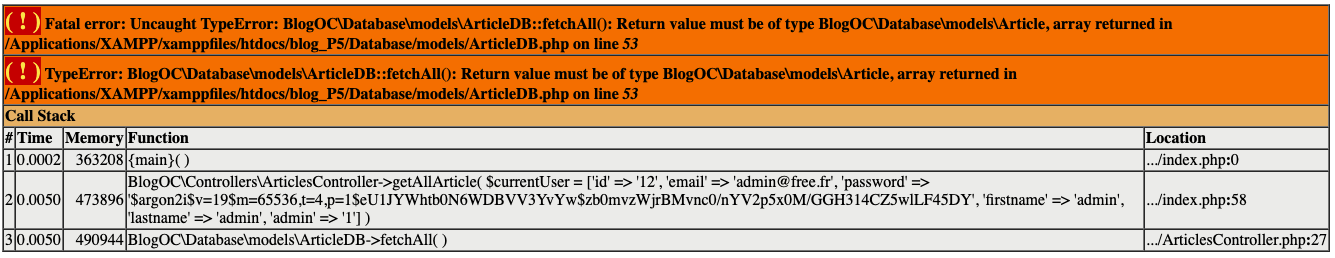 ( ! ) Fatal error: Uncaught TypeError: BlogOC\Database\models\ArticleDB::fetchAll(): Return value must be of type BlogOC\Database\models\Article, array returned in
/Applications/XAMPP/xamppfiles/htdocs/blog_P5/Database/models/ArticleDB.php on line 53
( ! ) TypeError: BlogOC\Database\models\ArticleDB::fetchAll(): Return value must be of type BlogOC\Database\models\Article, array returned in
/Applications/XAMPP/xamppfiles/htdocs/blog_P5/Database/models/ArticleDB.php on line 53
Call Stack
# Time Memory Function Location
1 0.0002 363208 {main}( ) .../index.php:0
BlogOC\Controllers\ArticlesController->getAllArticle( $currentUser = ['id' => '12', 'email' => 'admin@free.fr', 'password' =>
2 0.0050 473896 '$argon2i$v=19$m=65536,t=4,p=1$eU1JYWhtb0N6WDBVV3YvYw$zb0mvzWjrBMvnc0/nYV2p5x0M/GGH314CZ5wlLF45DY', 'firstname' => 'admin', .../index.php:58
'lastname' => 'admin', 'admin' => '1'] )
3 0.0050 490944 BlogOC\Database\models\ArticleDB->fetchAll( ) .../ArticlesController.php:27